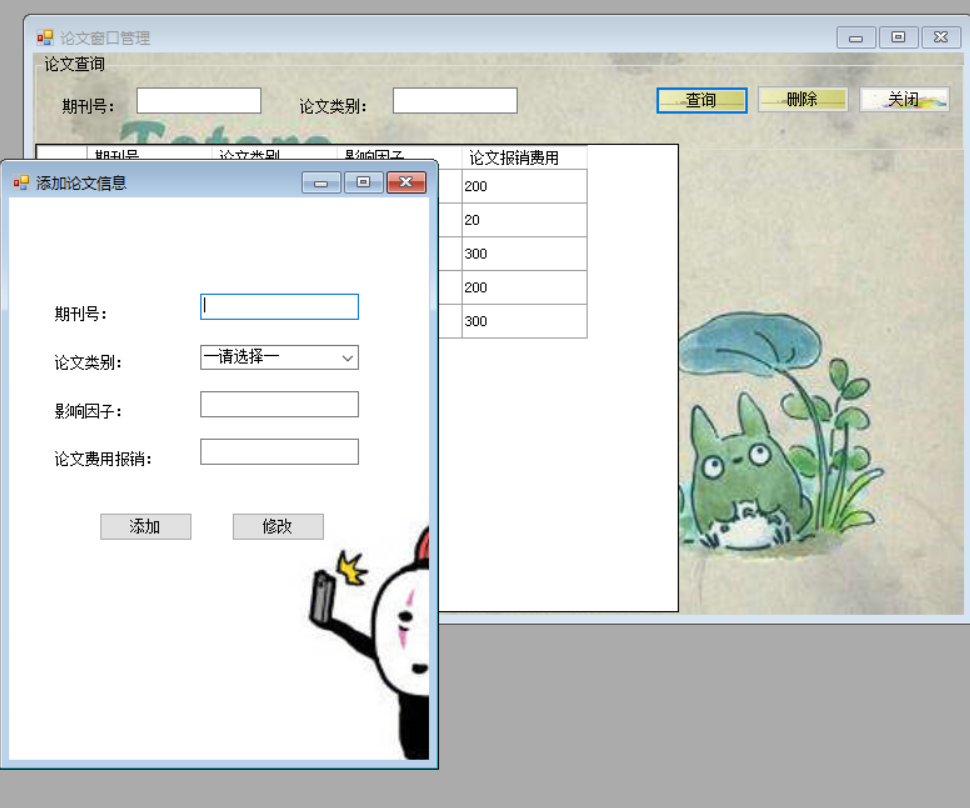 论文窗口管理
论文查询
期刊号: 论文类别: 查询 删除 关闭
Totoro
期刊号 论文类别 影响因子 论文报销费用
200
20
300
200
300
添加论文信息
期刊号:
论文类别: 一请选择一
影响因子:
论文费用报销:
添加 修改